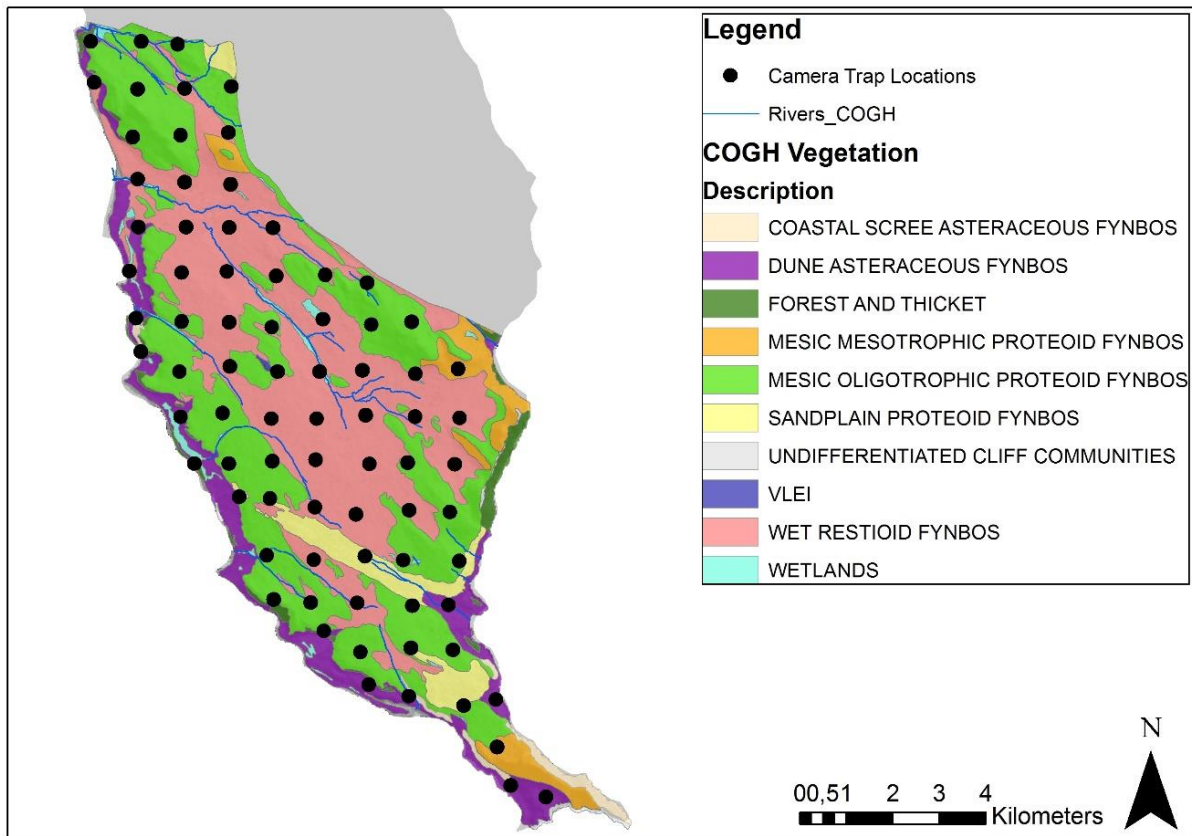 Legend
Camera Trap Locations
Rivers_COGH
COGH Vegetation
Description
COASTAL SCREE ASTERACEOUS FYNBOS
DUNE ASTERACEOUS FYNBOS
FOREST AND THICKET
MESIC MESOTROPHIC PROTEOID FYNBOS
MESIC OLIGOTROPHIC PROTEOID FYNBOS
SANDPLAIN PROTEOID FYNBOS
UNDIFFERENTIATED CLIFF COMMUNITIES
VLEI
WET RESTIOID FYNBOS
WETLANDS
N
00,51 2 3 4
Kilometers